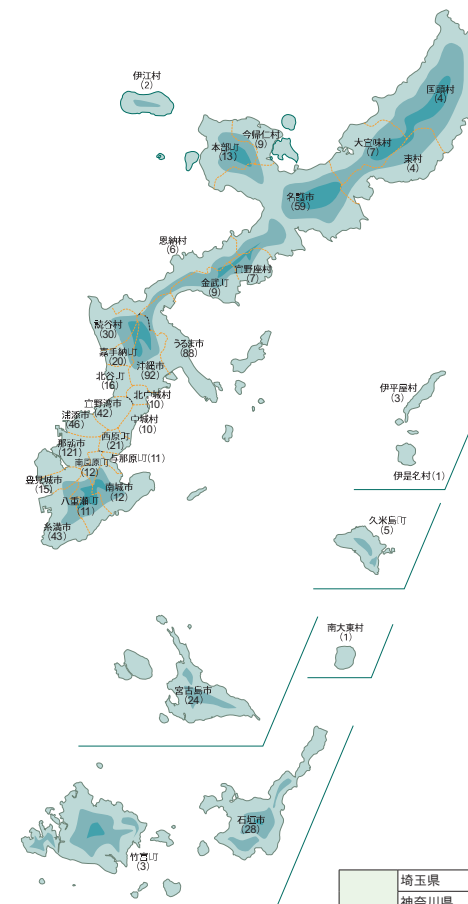 国頭村
(4)
伊江村
(2)
今帰仁村
(9)
本部町
(13)
大宜味村
(7)
東村
(4)
名護市
(59)
恩納村
(6)
宜野座村
(7)
金武町
(9)
読谷村
(30)
うるま市
(88)
嘉手納町
(20)
沖縄市
(92)
北谷町
(16)
北中城村
(10)
宜野湾市
(42)
中城村
(10)
浦添市
(46)
西原町
(21)
那覇市
(121)
与那原町(11)
南風原町
(12)
豊見城市
(15)
南城市
(12)
八重瀬町
(11)
糸満市
(43)
伊平屋村
(3)
伊是名村(1)
久米島町
(5)
南大東村
(1)
宮古島市
(24)
石垣市
(28)
竹富町
(3)
埼玉県
神奈川県